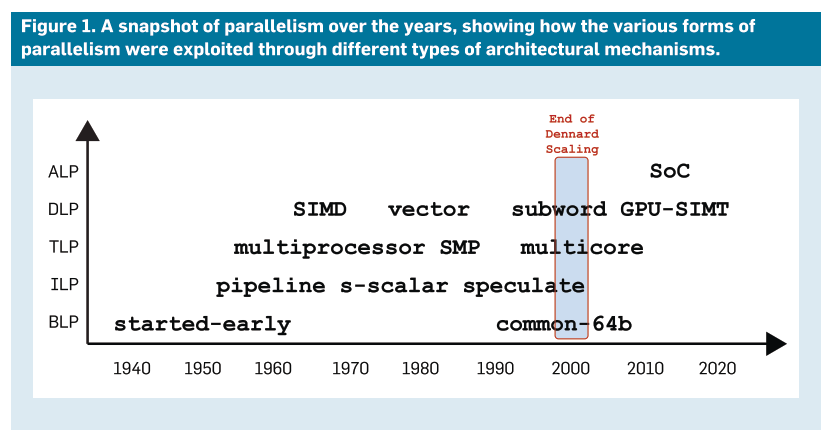 Figure 1. A snapshot of parallelism over the years, showing how the various forms of
parallelism were exploited through different types of architectural mechanisms.
End of
Dennard
Scaling
ALP SoC
DLP SIMD vector subword GPU-SIMT
TLP multiprocessor SMP multicore
ILP pipeline s-scalar speculate
BLP started-early common-64b
1940 1950 1960 1970 1980 1990 2000 2010 2020